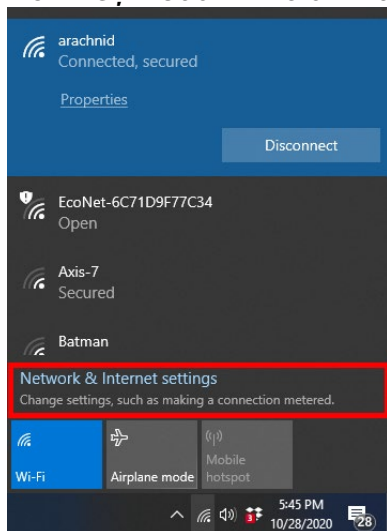 arachnid
Connected, secured
Properties
Disconnect
EcoNet-6C71D9F77C34
Open
Axis-7
Secured
Batman
Network & Internet settings
Change settings, such as making a connection metered.
Wi-Fi
Airplane mode
Mobile
hotspot
5:45 PM
10/28/2020
28